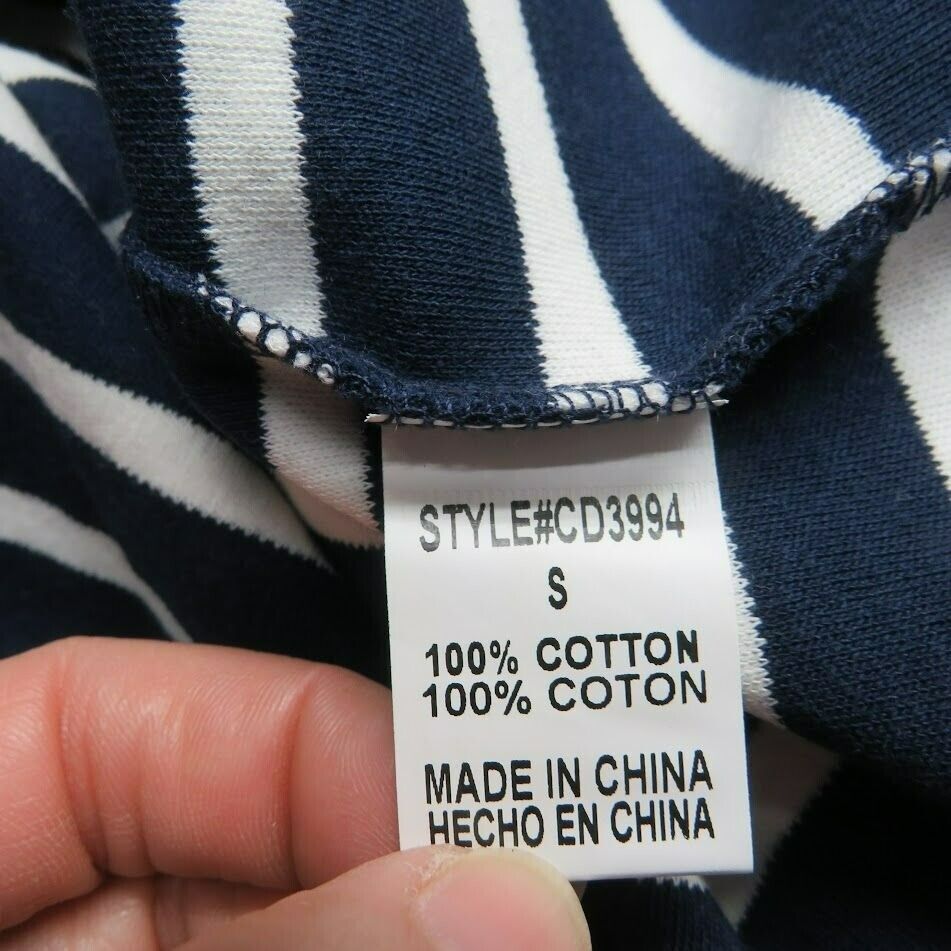 STYLE#CD3994
S
100% COTTON
100% COTON
MADE IN CHINA
HECHO EN CHINA